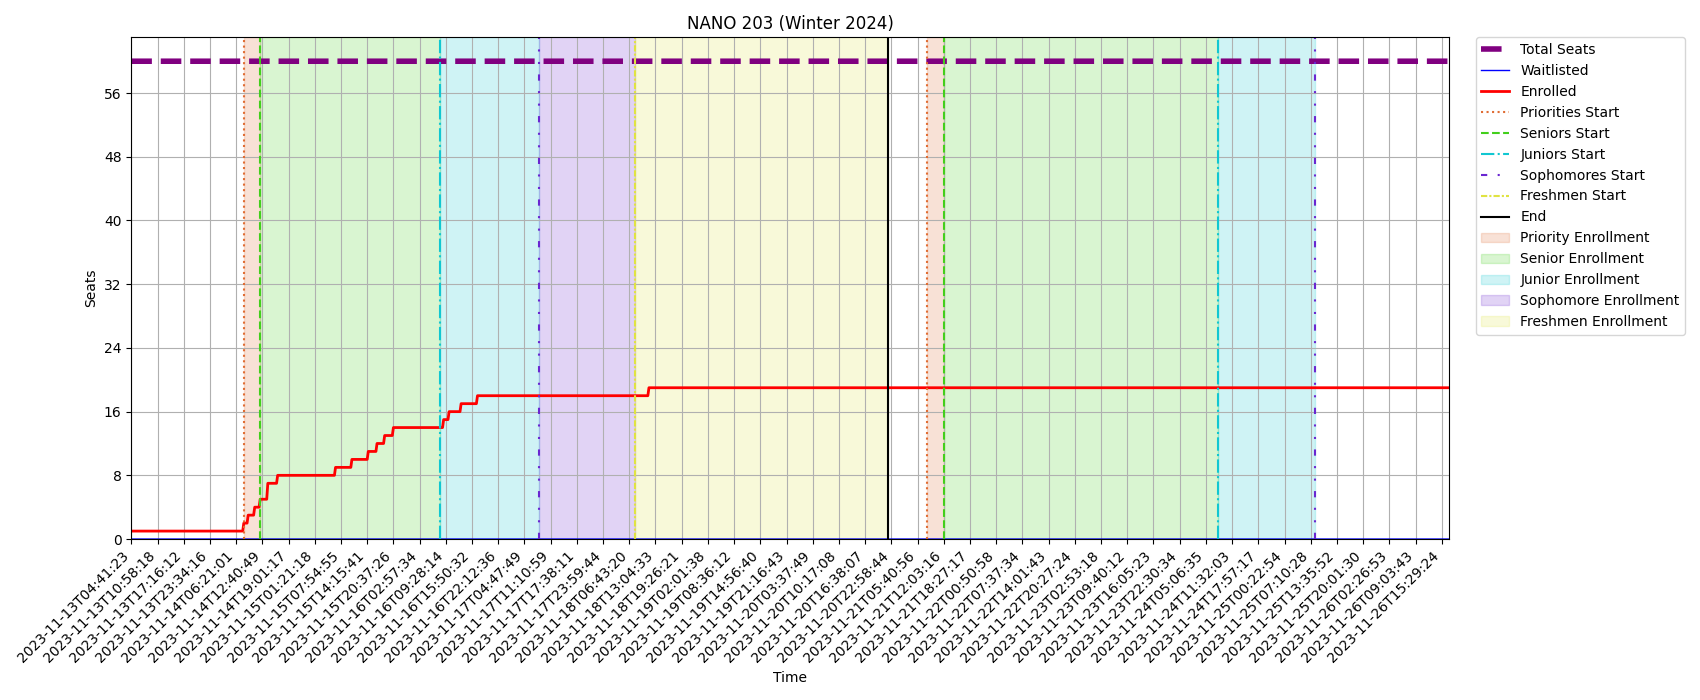 NANO 203 (Winter 2024)
Seats
56
48
40
32
24
16
8
0
2023-11-13T04:41:23
2023-11-13T10:58:18
2023-11-13T17:16:12
2023-11-13T23:34:16
2023-11-14T06:21:01
2023-11-14T12:40:49
2023-11-14T19:01:17
2023-11-15T01:21:18
2023-11-15T07:54:55
2023-11-15T14:15:41
2023-11-15T20:37:26
2023-11-16T02:57:34
2023-11-16T09:28:14
2023-11-16T15:50:32
2023-11-16T22:12:36
2023-11-17T04:47:49
2023-11-17T11:10:59
2023-11-17T17:38:11
2023-11-17T23:59:44
2023-11-18T06:43:20
2023-11-18T13:04:33
2023-11-18T19:26:21
2023-11-19T02:01:38
2023-11-19T08:36:12
2023-11-19T14:56:40
2023-11-19T21:16:43
2023-11-20T03:37:49
2023-11-20T10:17:08
2023-11-20T16:38:07
2023-11-20T22:58:44
2023-11-21T05:40:56
2023-11-21T12:03:16
2023-11-21T18:27:17
2023-11-22T00:50:58
2023-11-22T07:37:34
2023-11-22T14:01:43
2023-11-22T20:27:24
2023-11-23T02:53:18
2023-11-23T09:40:12
2023-11-23T16:05:23
2023-11-23T22:30:34
2023-11-24T05:06:35
2023-11-24T11:32:03
2023-11-24T17:57:17
2023-11-25T00:22:54
2023-11-25T07:10:28
2023-11-25T13:35:52
2023-11-25T20:01:30
2023-11-26T02:26:53
2023-11-26T09:03:43
2023-11-26T15:29:24
Time
Total Seats
Waitlisted
Enrolled
Priorities Start
Seniors Start
Juniors Start
Sophomores Start
Freshmen Start
End
Priority Enrollment
Senior Enrollment
Junior Enrollment
Sophomore Enrollment
Freshmen Enrollment